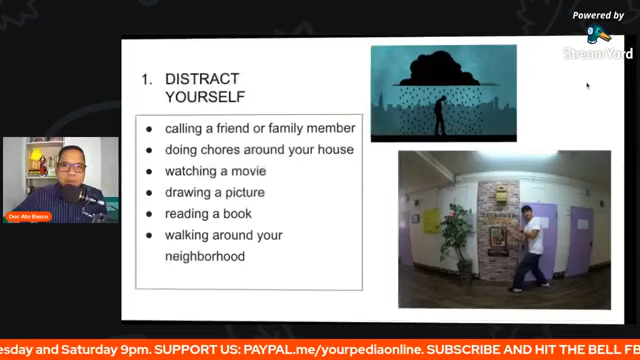 Powered by
StreamYard
1. DISTRACT
YOURSELF
● calling a friend or family member
● doing chores around your house
● watching a movie
● drawing a picture
● reading a book
● walking around your
neighborhood
Doc Ato Basco
esday and Saturday 9pm. SUPPORT US: PAYPAL.me/yourpediaonline. SUBSCRIBE AND HIT THE BELL FE